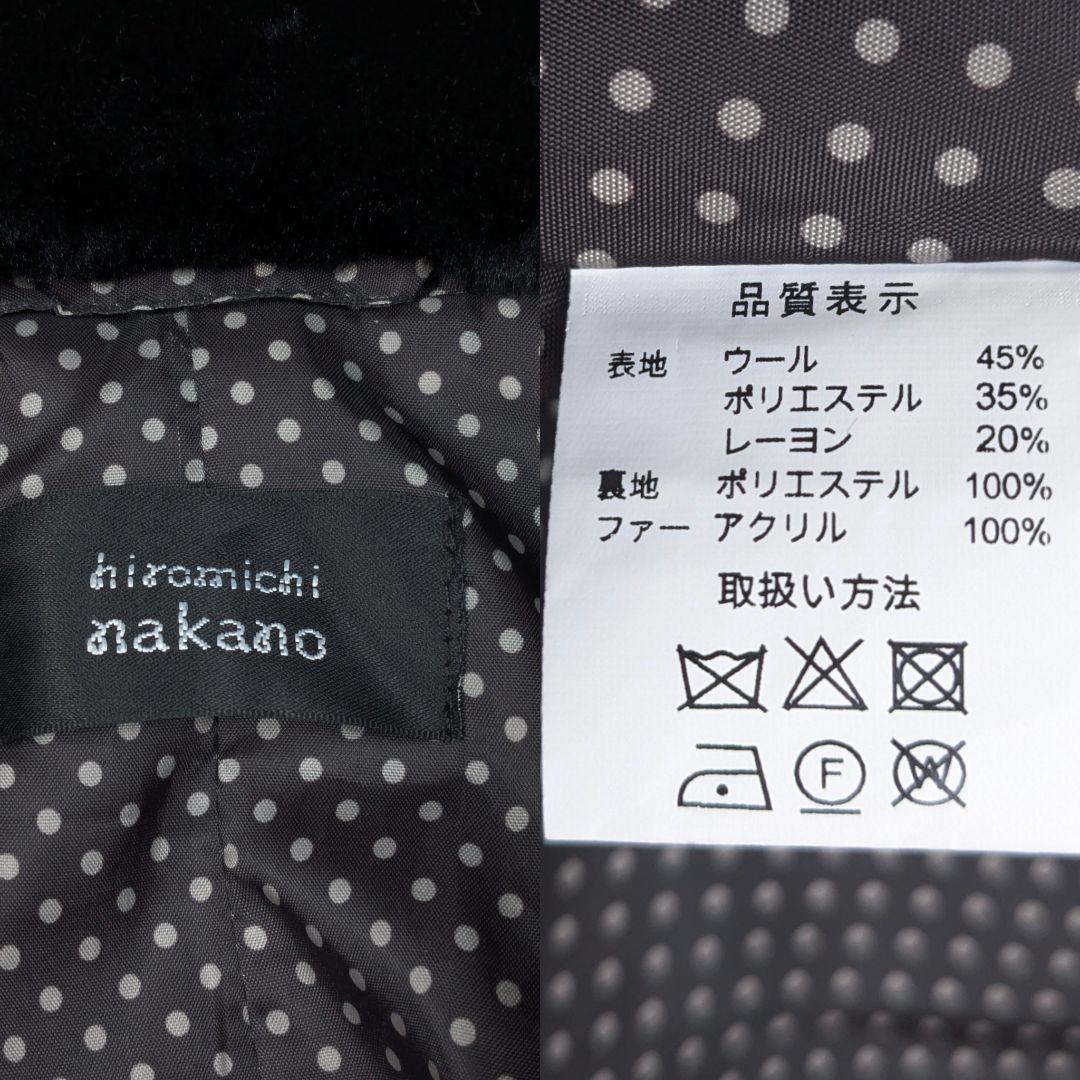 hiromichi
nakano
品質表示
表地 ウール 45%
ポリエステル 35%
レーヨン 20%
裏地 ポリエステル 100%
ファー アクリル 100%
取扱い方法
F
W